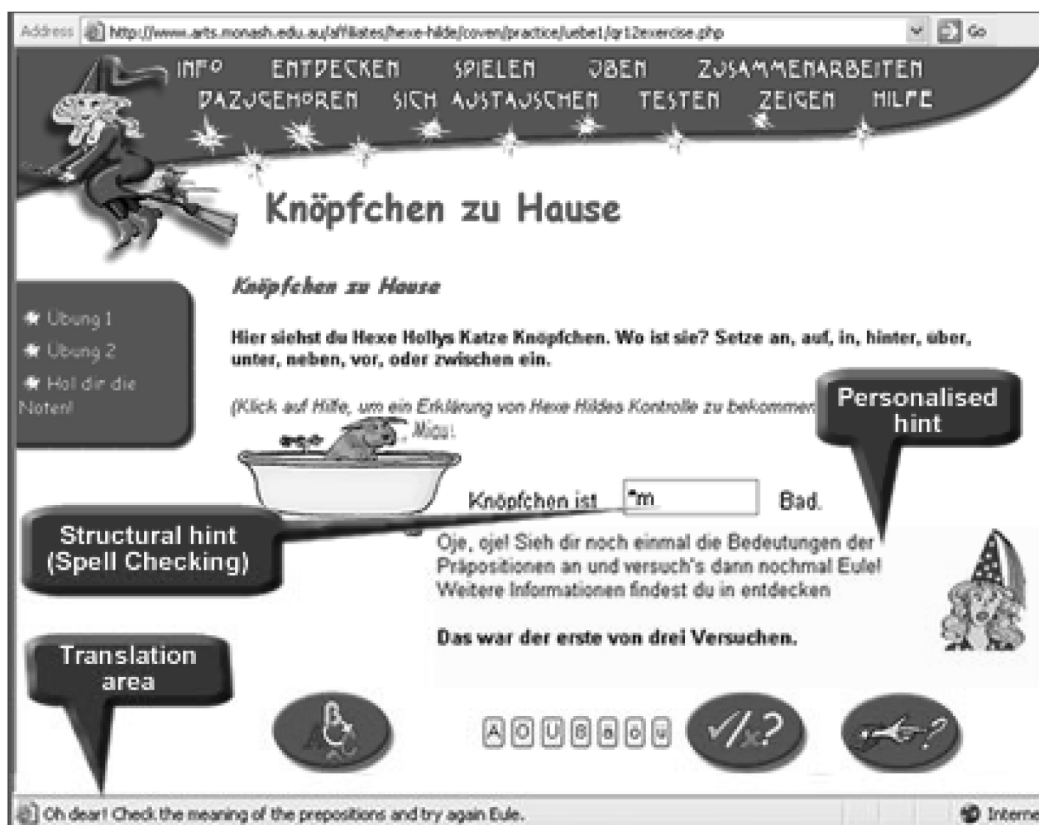 Address http://www.arts.monash.edu.au/affiliates/hexe-hilde/coven/practice/uebe1/qr12exercise.php Go
INFO ENTDECKEN SPIELEN ÜBEN ZUSAMMENARBEITEN
DAZUGEHÖREN SICH AUSTAUSCHEN TESTEN ZEIGEN HILFE
Knöpfchen zu Hause
Knöpfchen zu Hause
Übung 1
Übung 2
Hol dir die
Noten!
Hier siehst du Hexe Hollys Katze Knöpfchen. Wo ist sie? Setze an, auf, in, hinter, über,
unter, neben, vor, oder zwischen ein.
(Klick auf Hilfe, um ein Erklärung von Hexe Hildes Kontrolle zu bekommen
Personalised
hint
Miau!
Knöpfchen ist *m Bad.
Structural hint
(Spell Checking)
Oje, oje! Sieh dir noch einmal die Bedeutungen der
Präpositionen an und versuch's dann nochmal Eule!
Weitere Informationen findest du in entdecken
Das war der erste von drei Versuchen.
Translation
area
Ä Ö Ü ß ä ö ü ✓/x? ?
Oh dear! Check the meaning of the prepositions and try again Eule. Interne